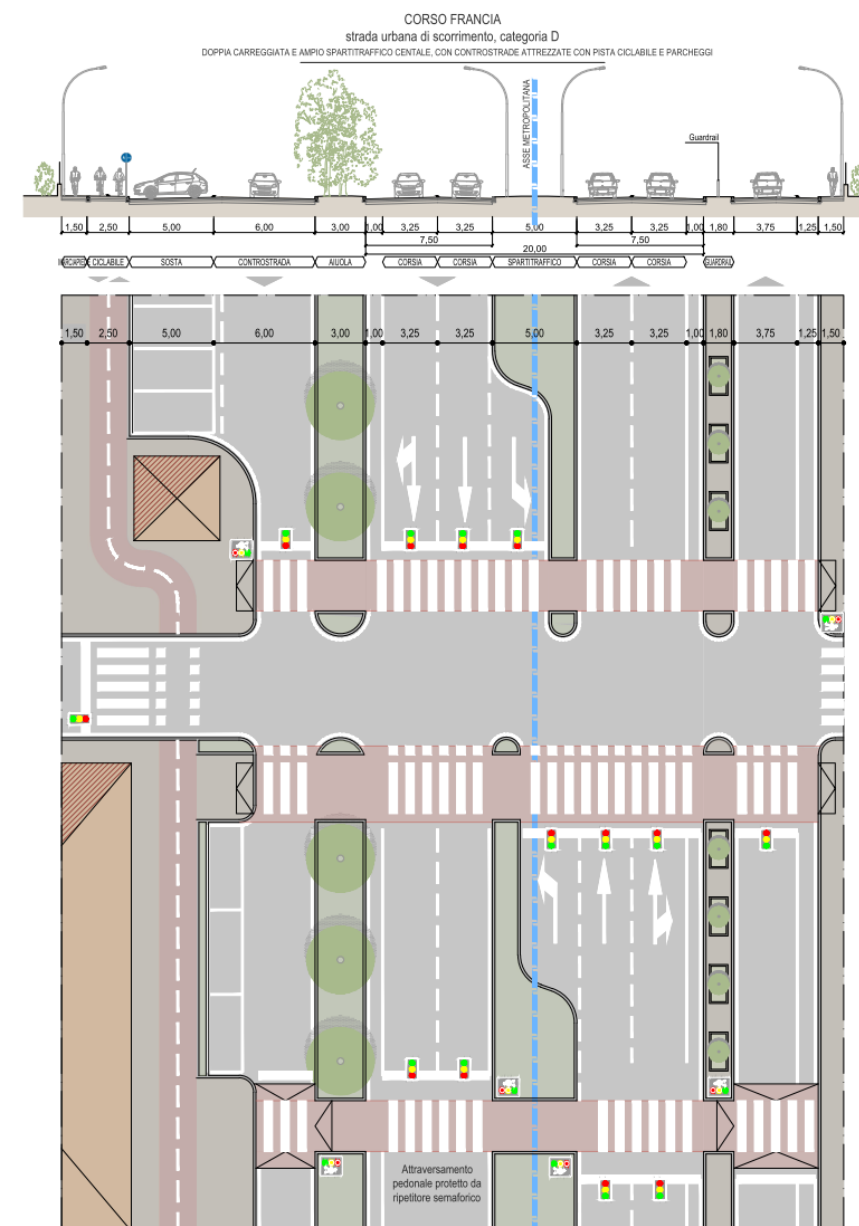 CORSO FRANCIA
strada urbana di scorrimento, categoria D
DOPPIA CARREGGIATA E AMPIO SPARTITRAFFICO CENTALE, CON CONTROSTRADE ATTREZZATE CON PISTA CICLABILE E PARCHEGGI
ASSE METROPOLITANA
Guardrail
1,50 2,50 5,00 6,00 3,00 1,00 3,25 3,25 5,00 3,25 3,25 1,00 1,80 3,75 1,25 1,50
7,50 7,50
20,00
CICLABILE SOSTA CONTROSTRADA AIUOLA CORSIA CORSIA SPARTITRAFFICO CORSIA CORSIA GUARDRAIL
1,50 2,50 5,00 6,00 3,00 1,00 3,25 3,25 5,00 3,25 3,25 1,00 1,80 3,75 1,25 1,50
Attraversamento
pedonale protetto da
ripetitore semaforico